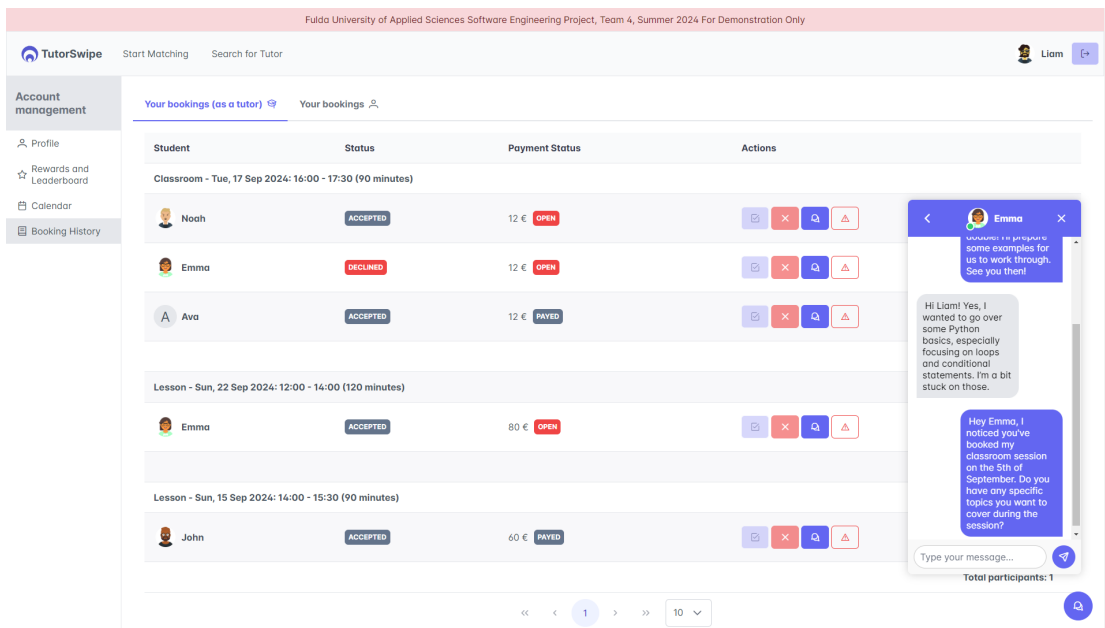 Fulda University of Applied Sciences Software Engineering Project, Team 4, Summer 2024 For Demonstration Only
TutorSwipe
Start Matching
Search for Tutor
Liam
Account
management
Profile
Rewards and
Leaderboard
Calendar
Booking History
Your bookings (as a tutor)
Your bookings
Student Status Payment Status Actions
Classroom - Tue, 17 Sep 2024: 16:00 - 17:30 (90 minutes)
Noah ACCEPTED 12 € OPEN
Emma DECLINED 12 € OPEN
A Ava ACCEPTED 12 € PAYED
Lesson - Sun, 22 Sep 2024: 12:00 - 14:00 (120 minutes)
Emma ACCEPTED 80 € OPEN
Lesson - Sun, 15 Sep 2024: 14:00 - 15:30 (90 minutes)
John ACCEPTED 60 € PAYED
Total participants: 1
1
10
Emma
doable! I'll prepare
some examples for
us to work through.
See you then!
Hi Liam! Yes, I
wanted to go over
some Python
basics, especially
focusing on loops
and conditional
statements. I'm a bit
stuck on those.
Hey Emma, I
noticed you've
booked my
classroom session
on the 5th of
September. Do you
have any specific
topics you want to
cover during the
session?
Type your message...